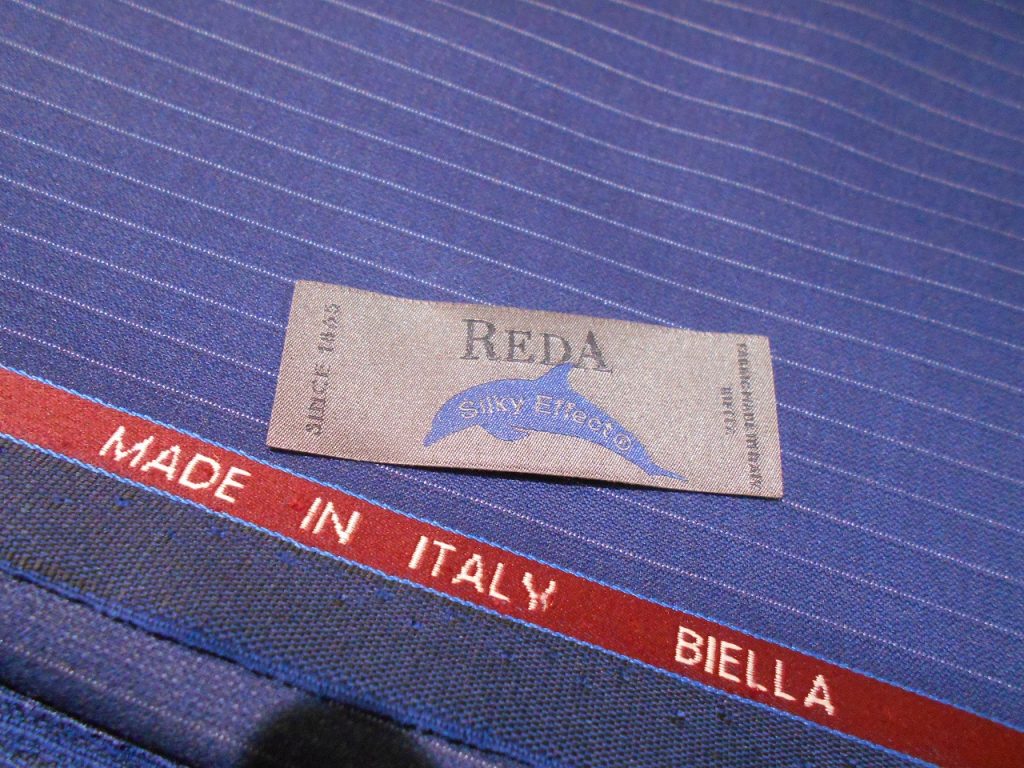 SINCE 1865
REDA
Silky Effect®
MADE IN ITALY BIELLA